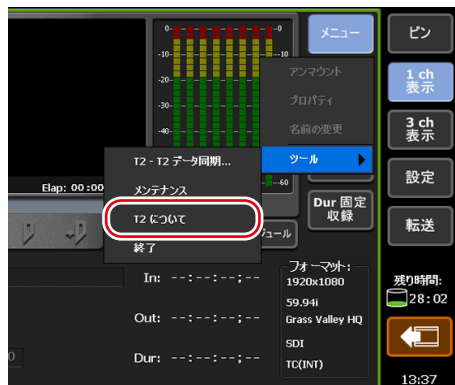 0
0
-10
-10
-20
-30
-40
-60
メニュー
アンマウント
プロパティ
名前の変更
ツール
T2 - T2 データ同期...
メンテナンス
T2 について
終了
Elap: 00:00
Dur 固定
収録
ュール
In: --:--:--;--
Out: --:--:--;--
Dur: --:--:--;--
0
フォーマット:
1920x1080
59.94i
Grass Valley HQ
SDI
TC(INT)
ピン
1 ch
表示
3 ch
表示
設定
転送
残り時間:
28:02
13:37